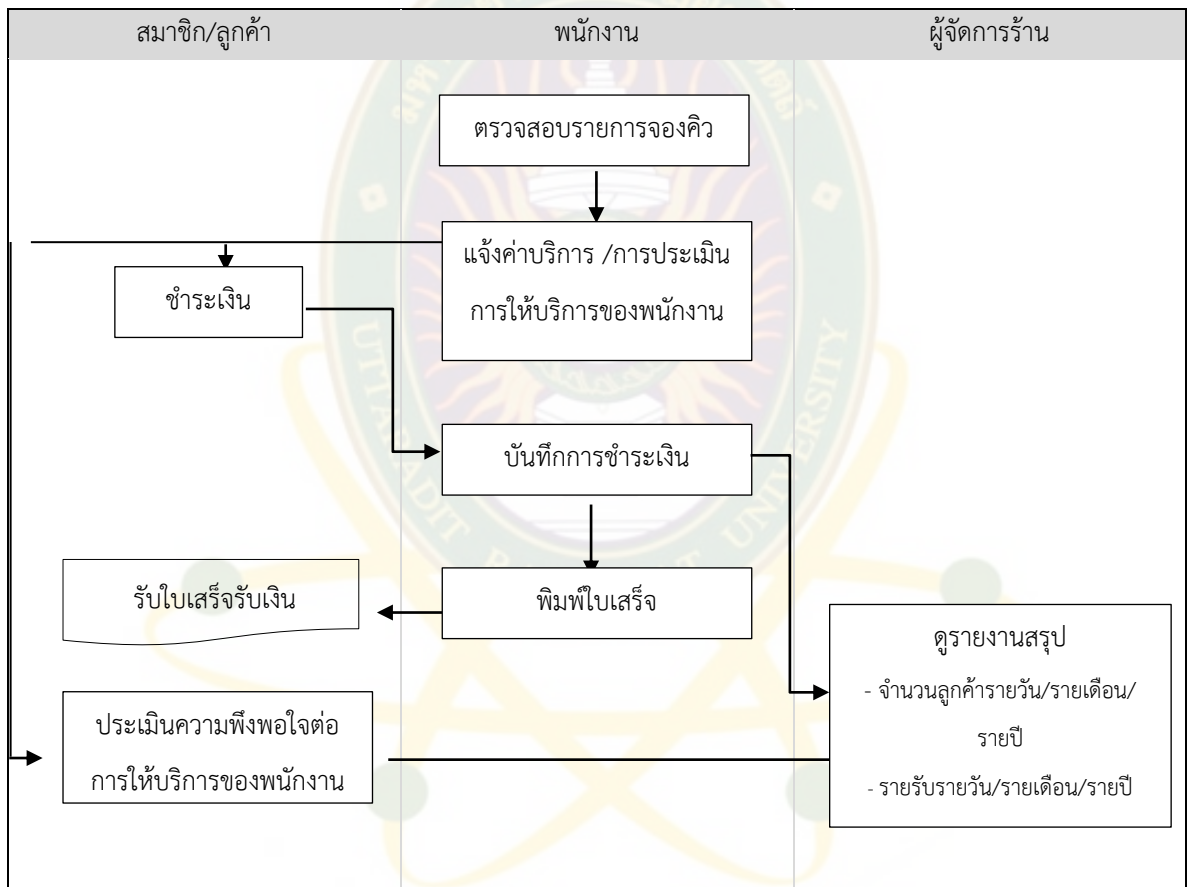 สมาชิก/ลูกค้า
พนักงาน
ผู้จัดการร้าน
ตรวจสอบรายการจองคิว
แจ้งค่าบริการ /การประเมิน
การให้บริการของพนักงาน
ชำระเงิน
บันทึกการชำระเงิน
พิมพ์ใบเสร็จ
รับใบเสร็จรับเงิน
ดูรายงานสรุป
- จำนวนลูกค้ารายวัน/รายเดือน/
รายปี
- รายรับรายวัน/รายเดือน/รายปี
ประเมินความพึงพอใจต่อ
การให้บริการของพนักงาน